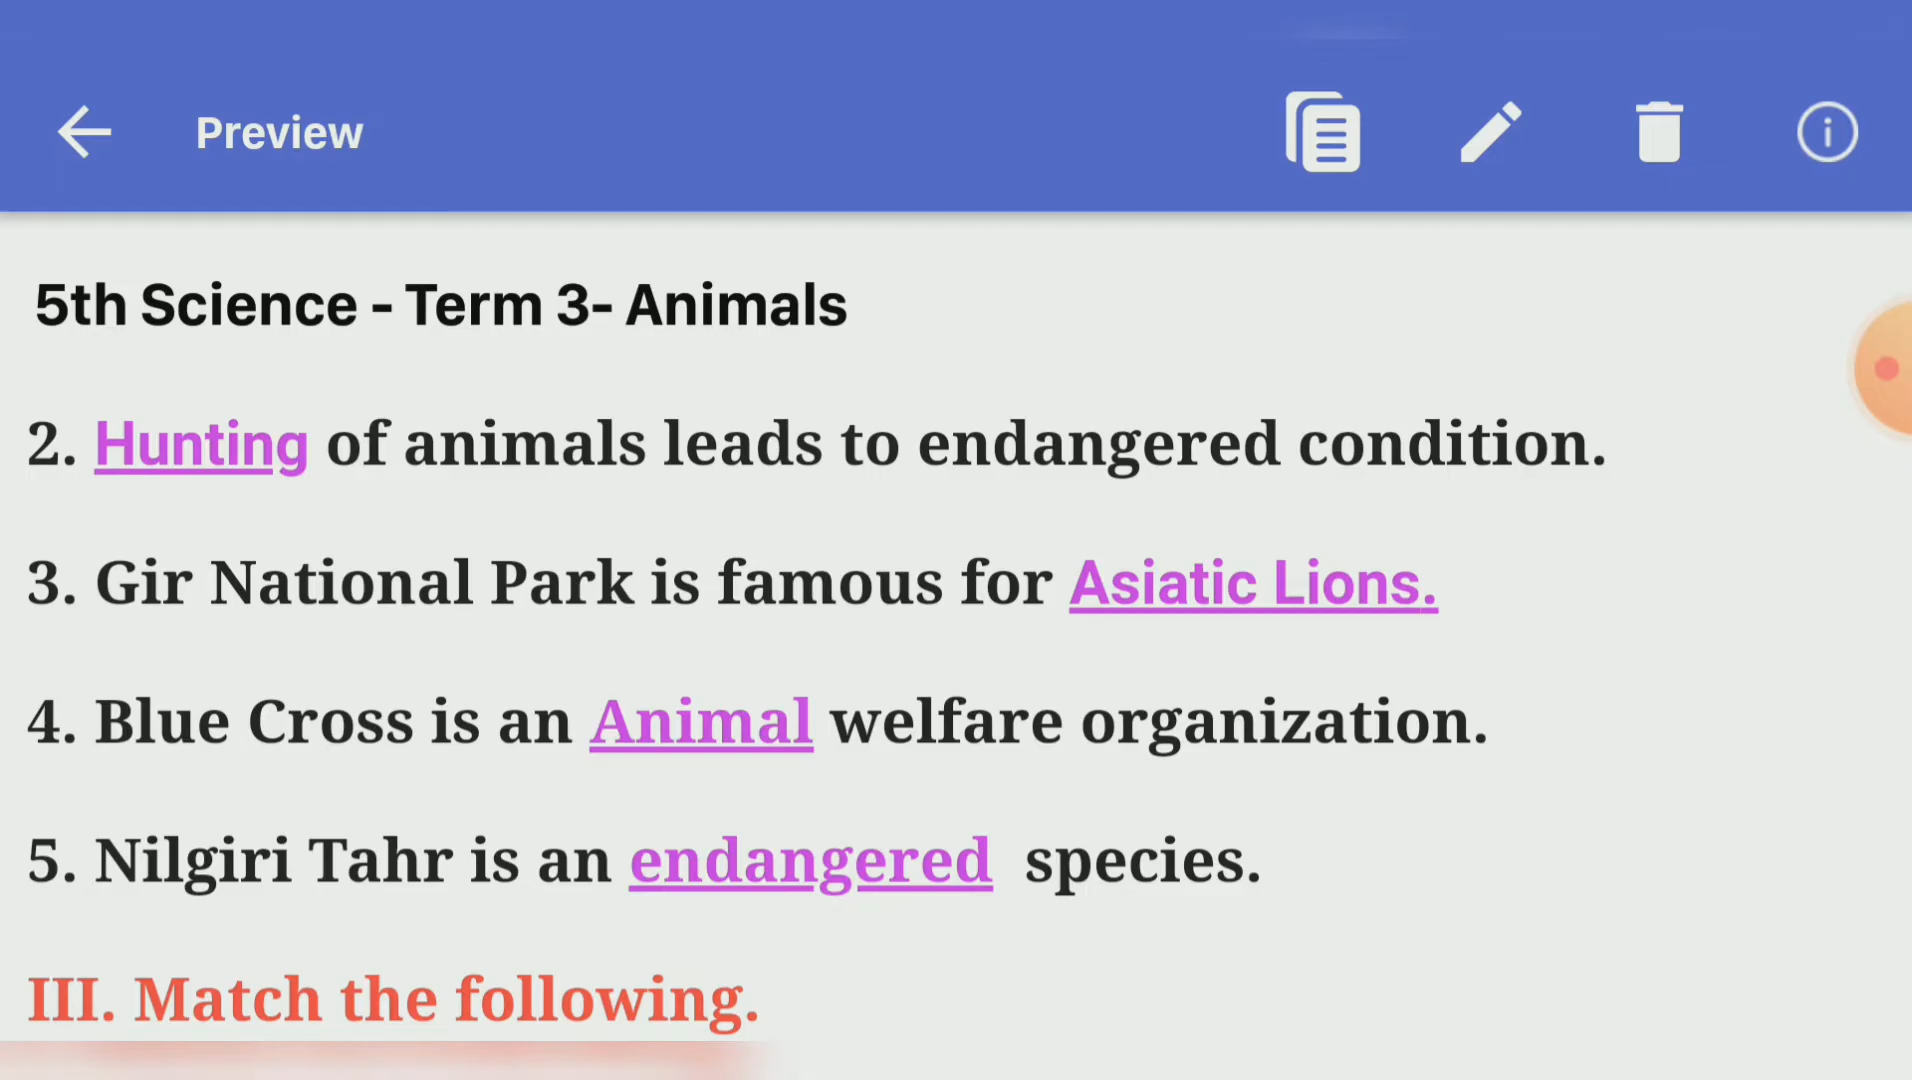 Preview
5th Science - Term 3- Animals
2. Hunting of animals leads to endangered condition.
3. Gir National Park is famous for Asiatic Lions.
4. Blue Cross is an Animal welfare organization.
5. Nilgiri Tahr is an endangered species.
III. Match the following.